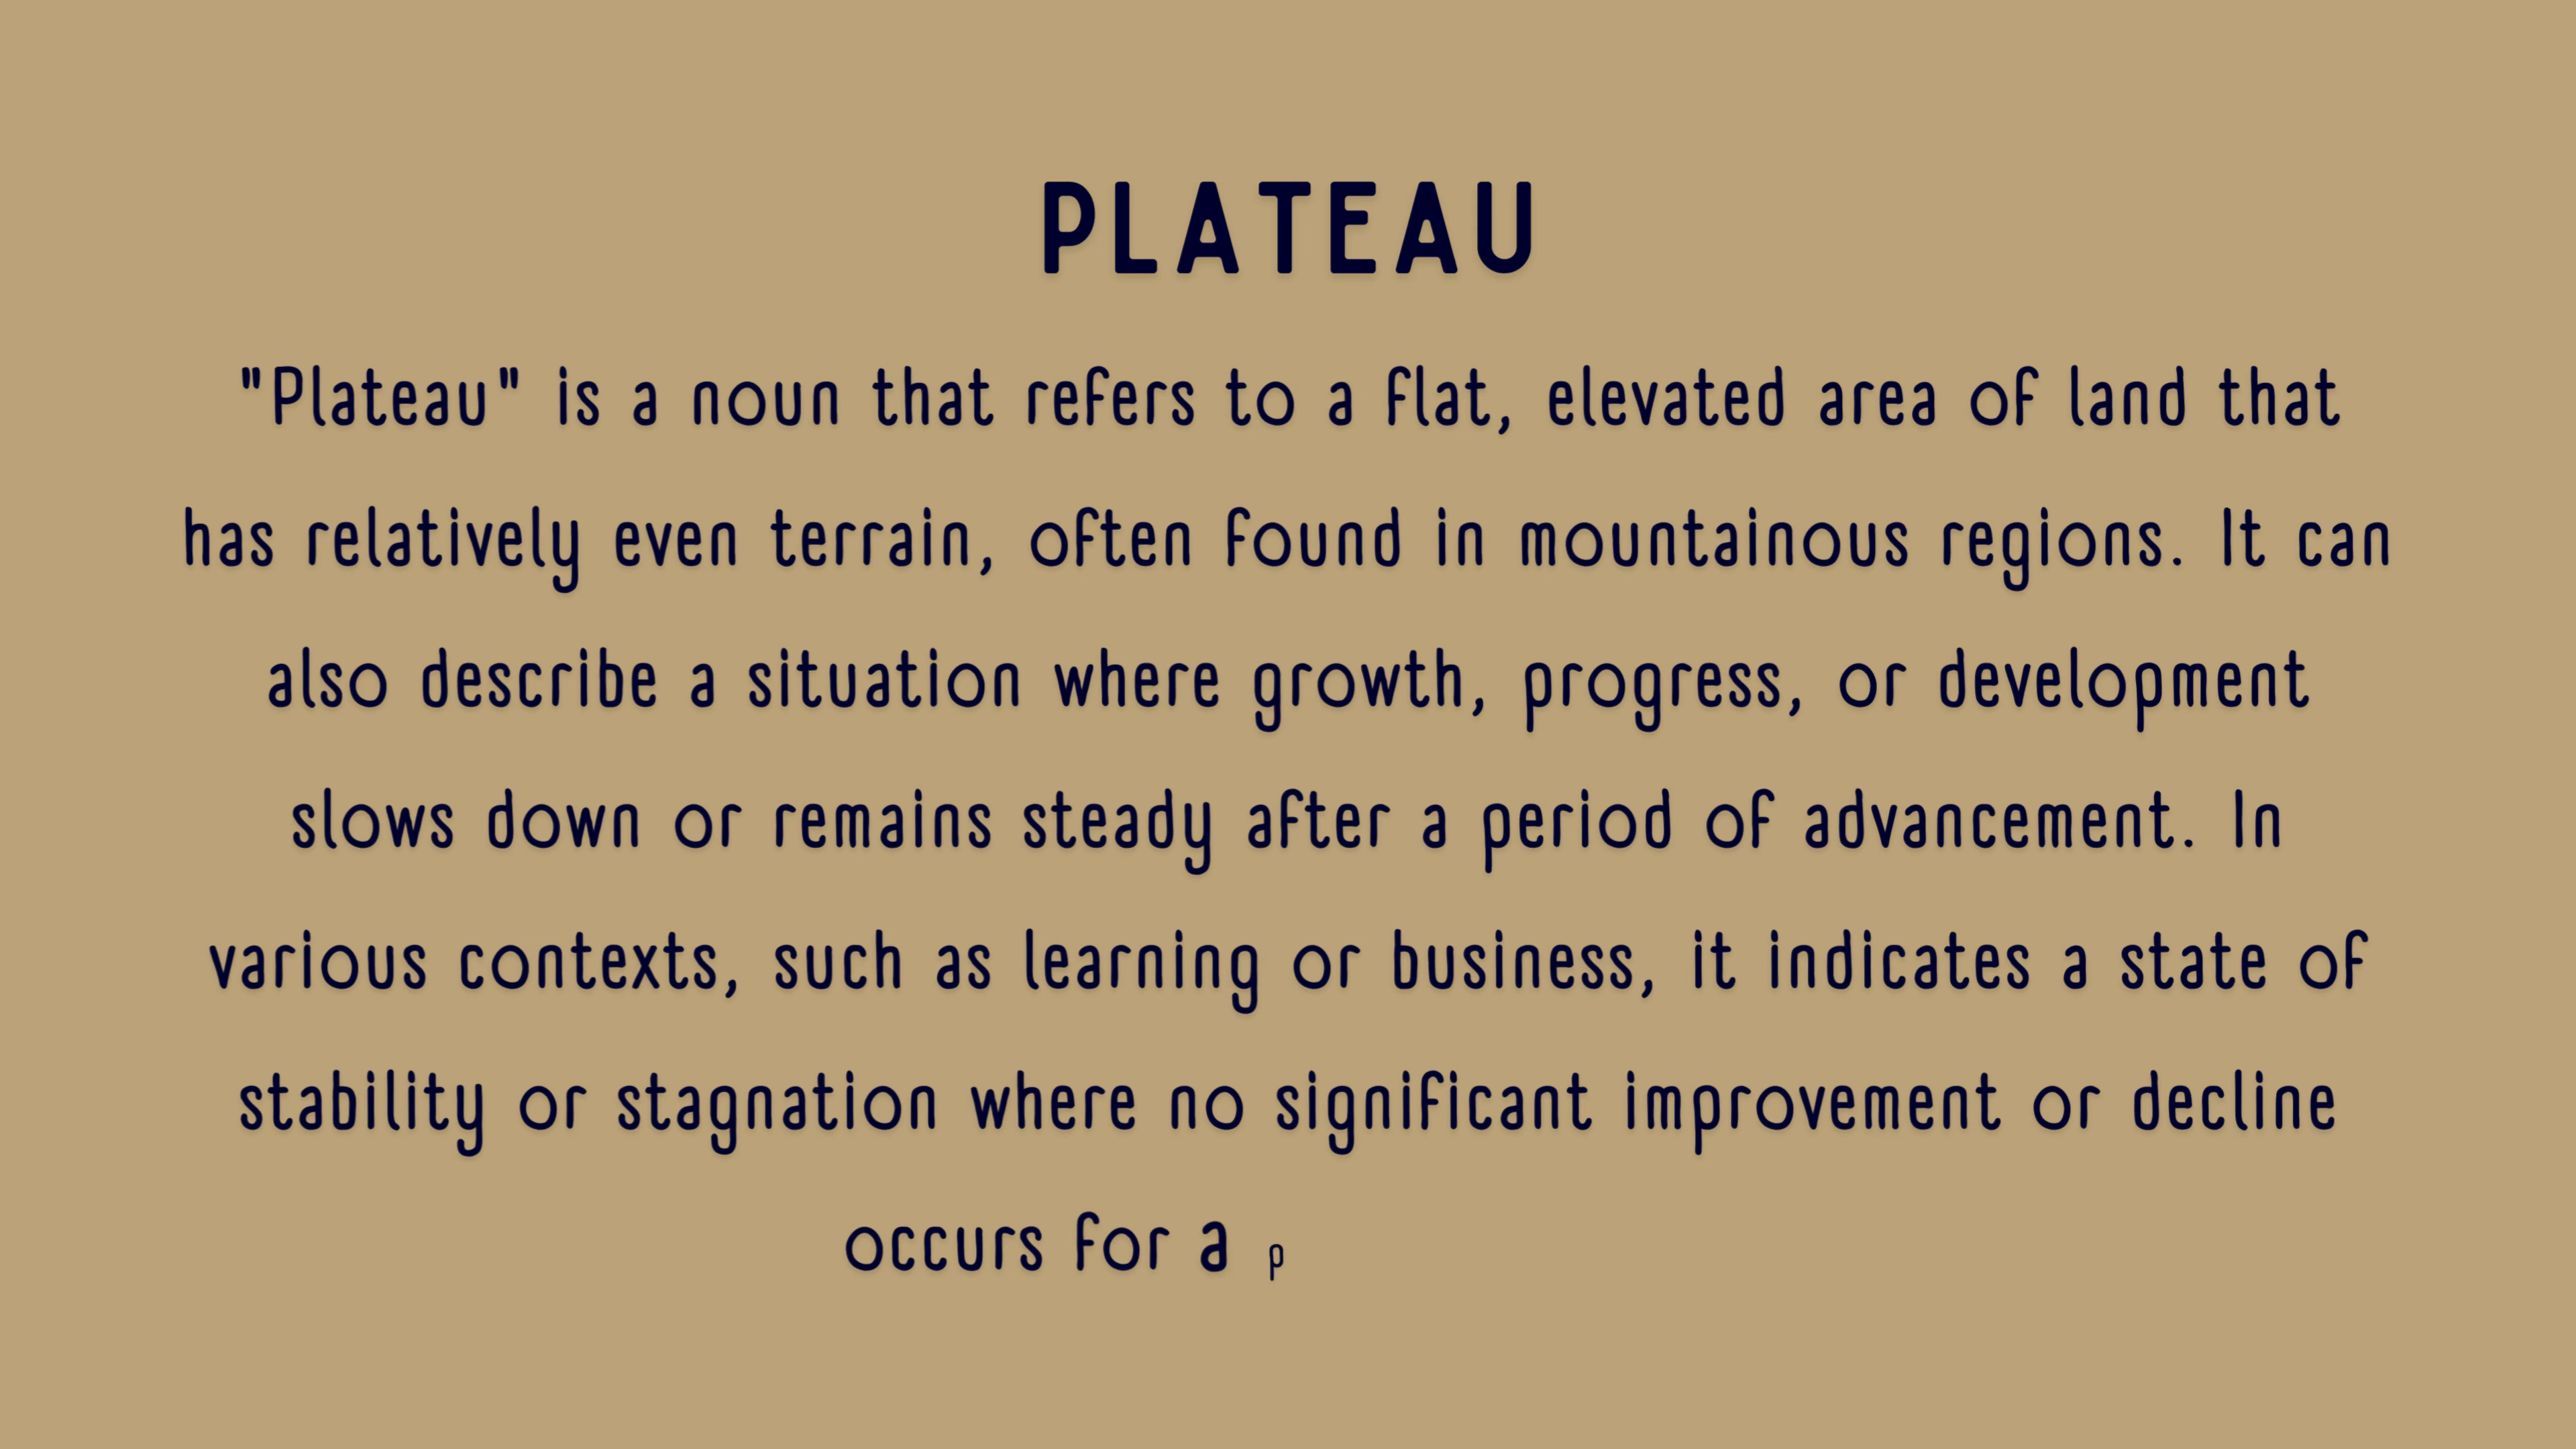 PLATEAU
"Plateau" is a noun that refers to a flat, elevated area of land that
has relatively even terrain, often found in mountainous regions. It can
also describe a situation where growth, progress, or development
slows down or remains steady after a period of advancement. In
various contexts, such as learning or business, it indicates a state of
stability or stagnation where no significant improvement or decline
occurs for a p